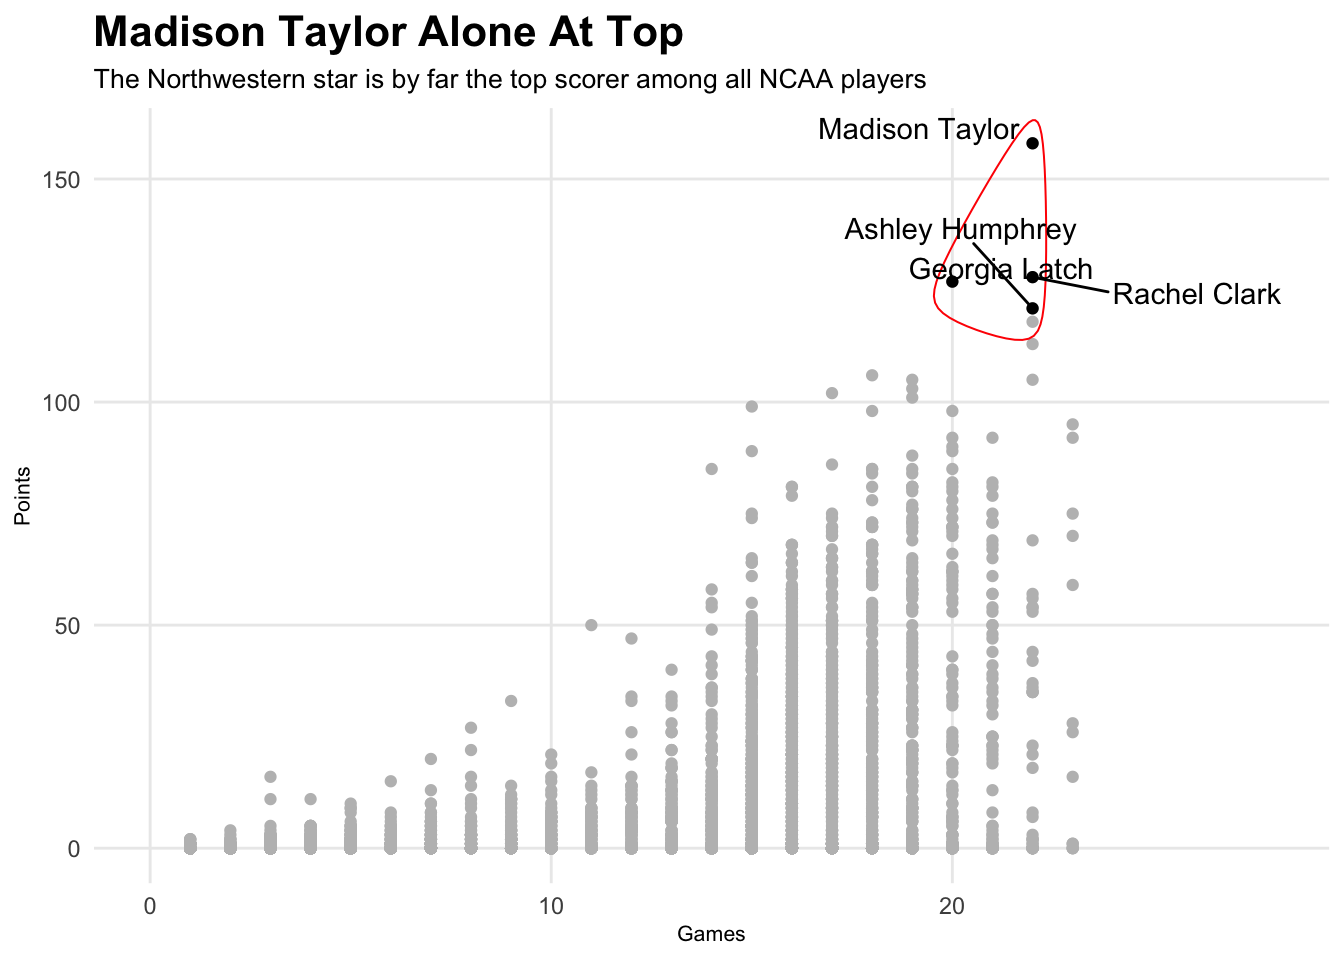 Madison Taylor Alone At Top
The Northwestern star is by far the top scorer among all NCAA players
Madison Taylor
150
Ashley Humphrey
Georgia Latch
Rachel Clark
100
Points
50
0
0
10
20
Games